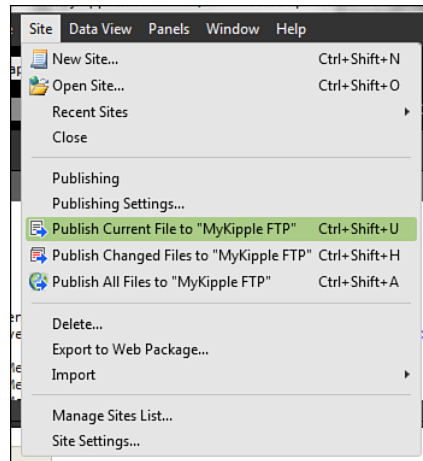 Site Data View Panels Window Help
New Site... Ctrl+Shift+N
Open Site... Ctrl+Shift+O
Recent Sites
Close
Publishing
Publishing Settings...
Publish Current File to "MyKipple FTP" Ctrl+Shift+U
Publish Changed Files to "MyKipple FTP" Ctrl+Shift+H
Publish All Files to "MyKipple FTP" Ctrl+Shift+A
Delete...
Export to Web Package...
Import
Manage Sites List...
Site Settings...